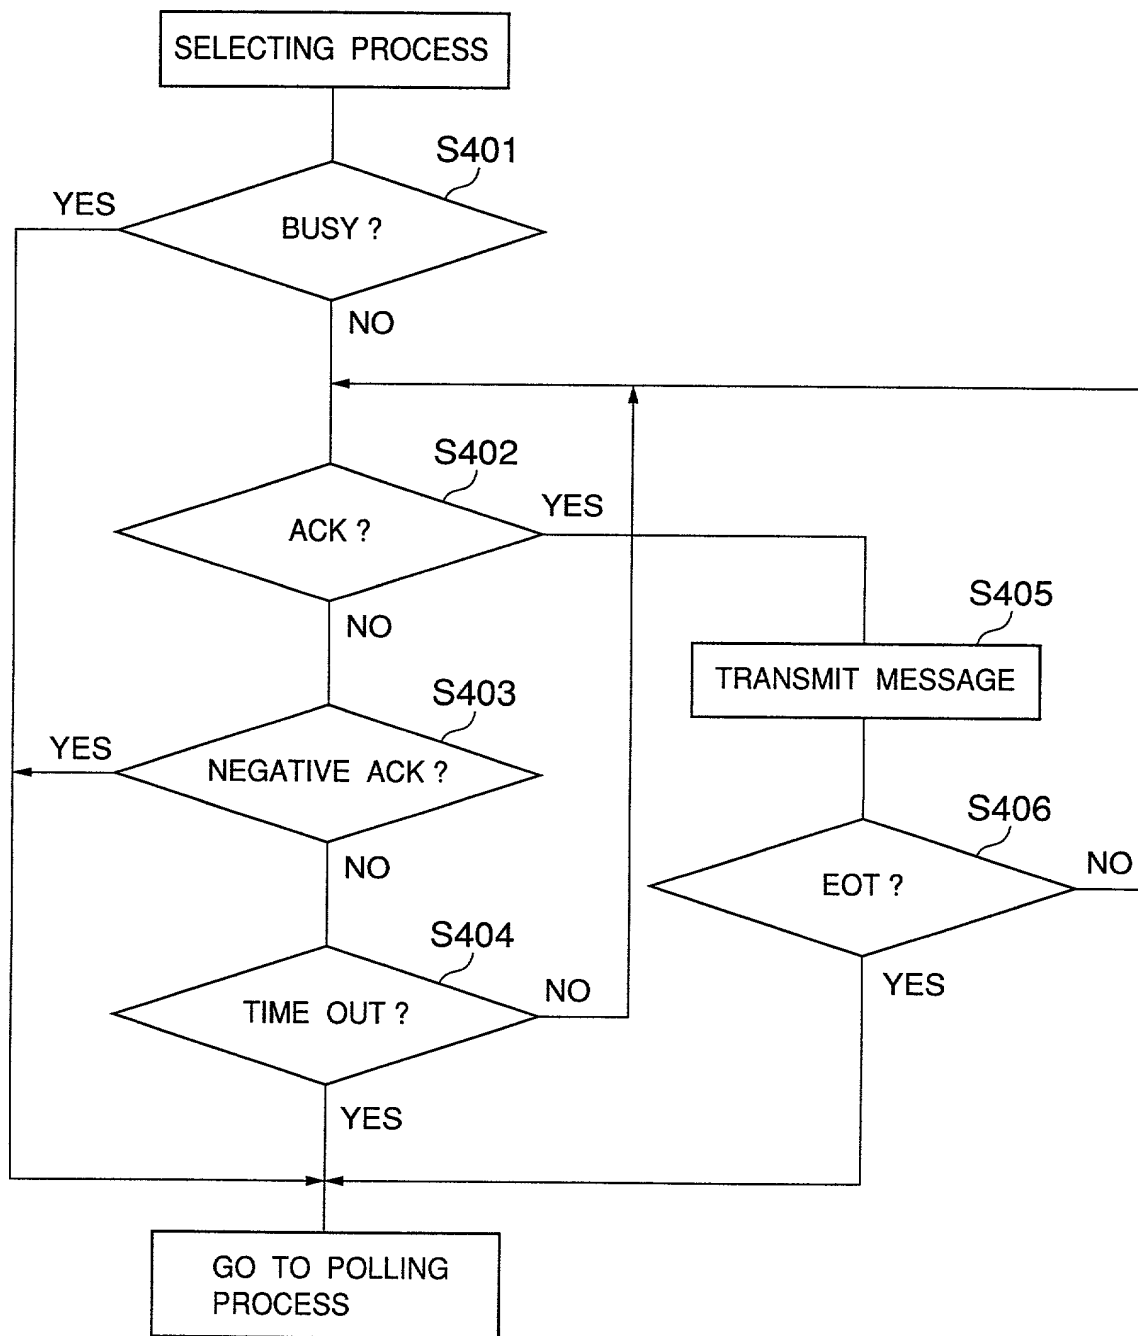 SELECTING PROCESS
S401
YES
BUSY ?
NO
S402
YES
ACK ?
NO
S405
TRANSMIT MESSAGE
S403
YES
NEGATIVE ACK ?
NO
S406
NO
EOT ?
YES
S404
NO
TIME OUT ?
YES
GO TO POLLING
PROCESS